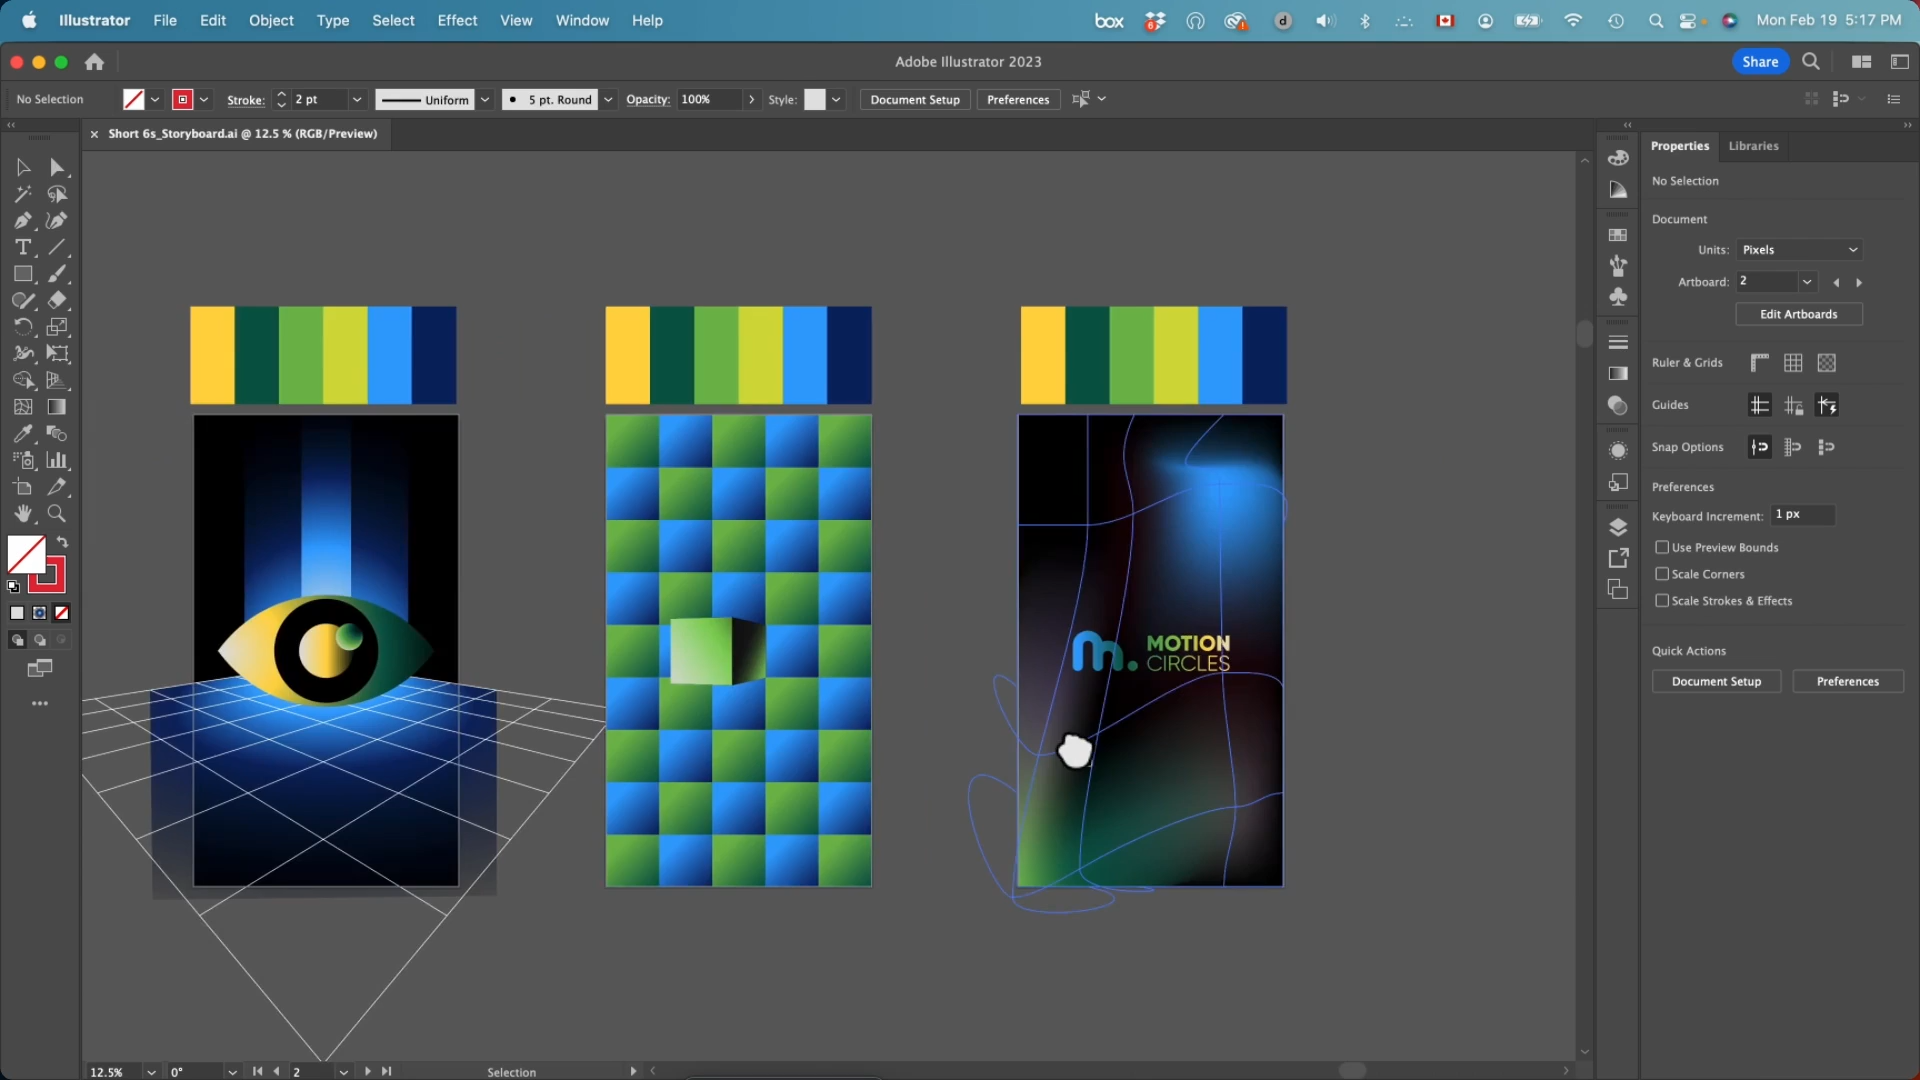 Illustrator File Edit Object Type Select Effect View Window Help box 6 d Mon Feb 19 5:17 PM
Adobe Illustrator 2023
Share
No Selection Stroke: 2 pt Uniform 5 pt. Round Opacity: 100% Style: Document Setup Preferences
× Short 6s_Storyboard.ai @ 12.5 % (RGB/Preview)
Properties Libraries
No Selection
Document
Units: Pixels
Artboard: 2
Edit Artboards
Ruler & Grids
Guides
Snap Options
Preferences
Keyboard Increment: 1 px
Use Preview Bounds
Scale Corners
Scale Strokes & Effects
Quick Actions
Document Setup Preferences
m. MOTION
CIRCLES
12.5% 0° 2 Selection